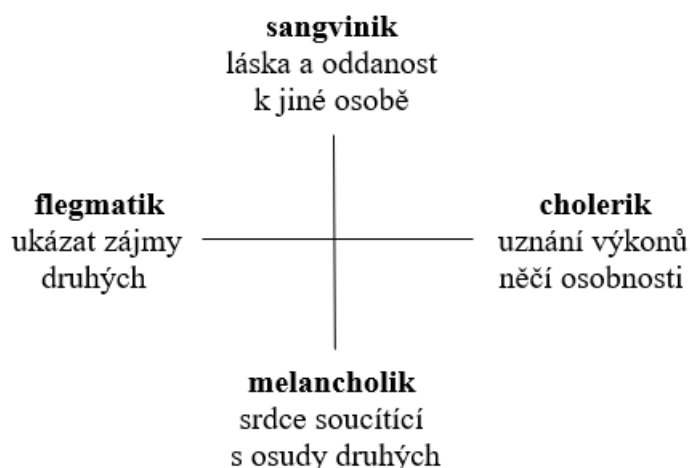 sangvinik
láska a oddanost
k jiné osobě
flegmatik
ukázat zájmy
druhých
cholerik
uznání výkonů
něčí osobnosti
melancholik
srdce soucítící
s osudy druhých